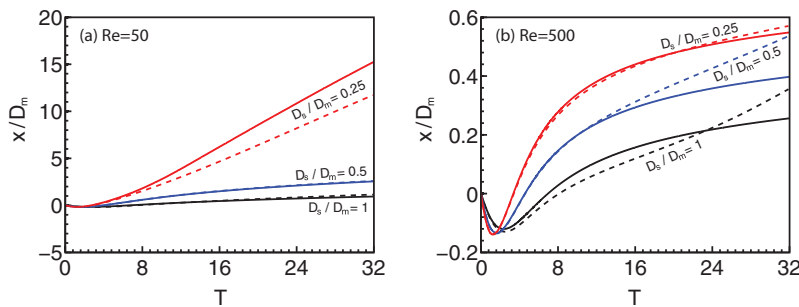 20
15
10
5
0
−5
x/Dₘ
(a) Re=50
Dₛ / Dₘ = 0.25
Dₛ / Dₘ = 0.5
Dₛ / Dₘ = 1
0
8
16
24
32
T
0.6
0.4
0.2
0
−0.2
x/Dₘ
(b) Re=500
Dₛ / Dₘ = 0.25
Dₛ / Dₘ = 0.5
Dₛ / Dₘ = 1
0
8
16
24
32
T